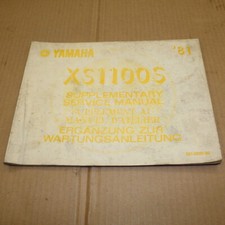 YAMAHA
'81
XS1100S
SUPPLEMENTARY
SERVICE MANUAL
ERGÄNZUNG ZUR
WARTUNGSANLEITUNG